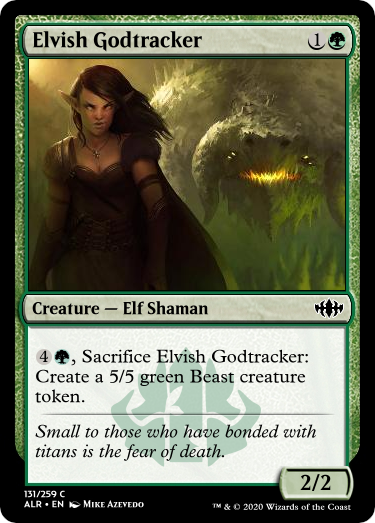 Elvish Godtracker 1
Creature — Elf Shaman
4, Sacrifice Elvish Godtracker:
Create a 5/5 green Beast creature
token.
Small to those who have bonded with
titans is the fear of death.
2/2
131/259 C
ALR • EN Mike Azevedo
™ & © 2020 Wizards of the Coast